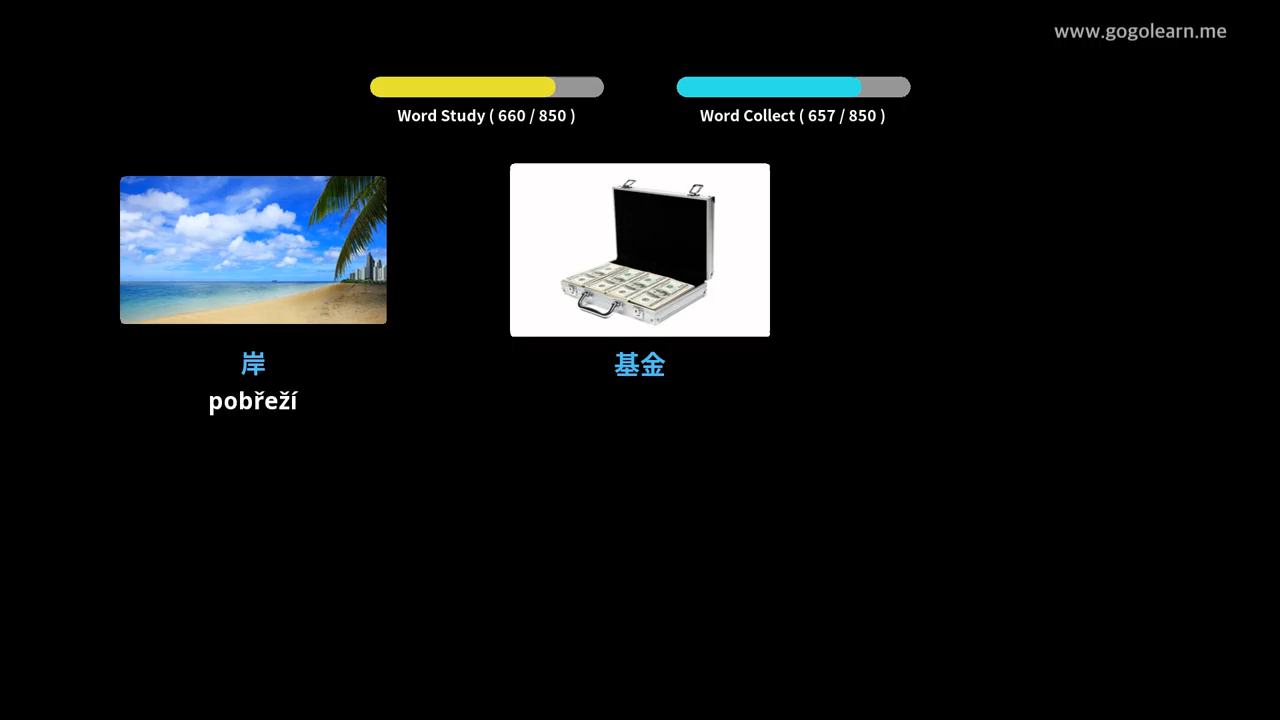 www.gogolearn.me
Word Study ( 660 / 850 )
Word Collect ( 657 / 850 )
岸
pobřeží
基金